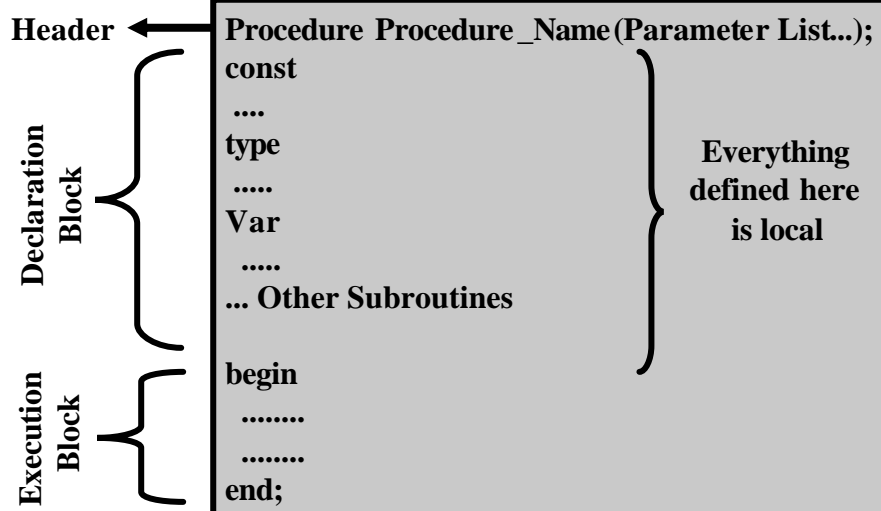 Header
Procedure Procedure_Name(Parameter List...);
const
....
type
.....
Var
.....
... Other Subroutines
begin
........
........
end;
Declaration
Block
Execution
Block
Everything
defined here
is local